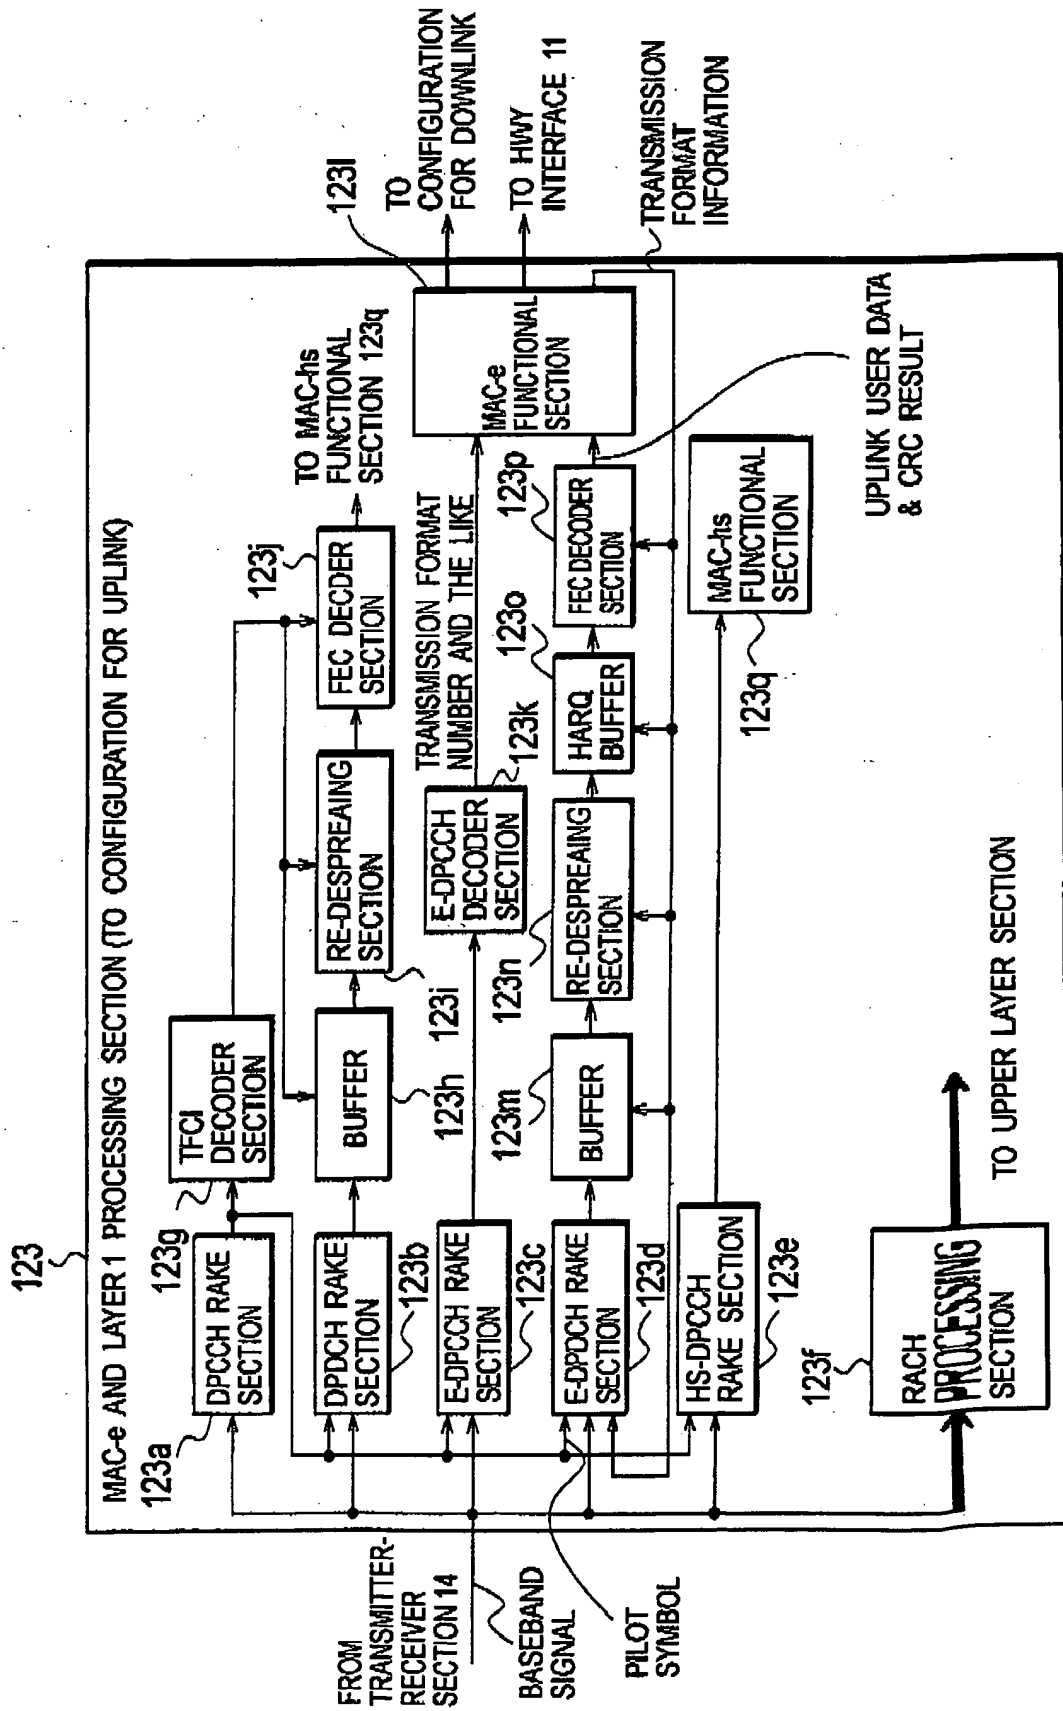 123
MAC-e AND LAYER 1 PROCESSING SECTION (TO CONFIGURATION FOR UPLINK)
FROM
TRANSMITTER-
RECEIVER
SECTION 14
BASEBAND
SIGNAL
PILOT
SYMBOL
123a
DPCCH RAKE
SECTION
123g
TFCI
DECODER
SECTION
DPDCH RAKE
SECTION
123b
BUFFER
123h
RE-DESPREAING
SECTION
123i
FEC DECDER
SECTION
123j
TO MAC-hs
FUNCTIONAL
SECTION 123q
E-DPCCH RAKE
SECTION
123c
E-DPCCH
DECODER
SECTION
123k
TRANSMISSION FORMAT
NUMBER AND THE LIKE
MAC-e
FUNCTIONAL
SECTION
123l
TO
CONFIGURATION
FOR DOWNLINK
TO HWY
INTERFACE 11
TRANSMISSION
FORMAT
INFORMATION
E-DPDCH RAKE
SECTION
123d
BUFFER
123m
RE-DESPREAING
SECTION
123n
HARQ
BUFFER
123o
FEC DECODER
SECTION
123p
UPLINK USER DATA
& CRC RESULT
HS-DPCCH
RAKE SECTION
123e
MAC-hs
FUNCTIONAL
SECTION
123q
123f
RACH
PROCESSING
SECTION
TO UPPER LAYER SECTION